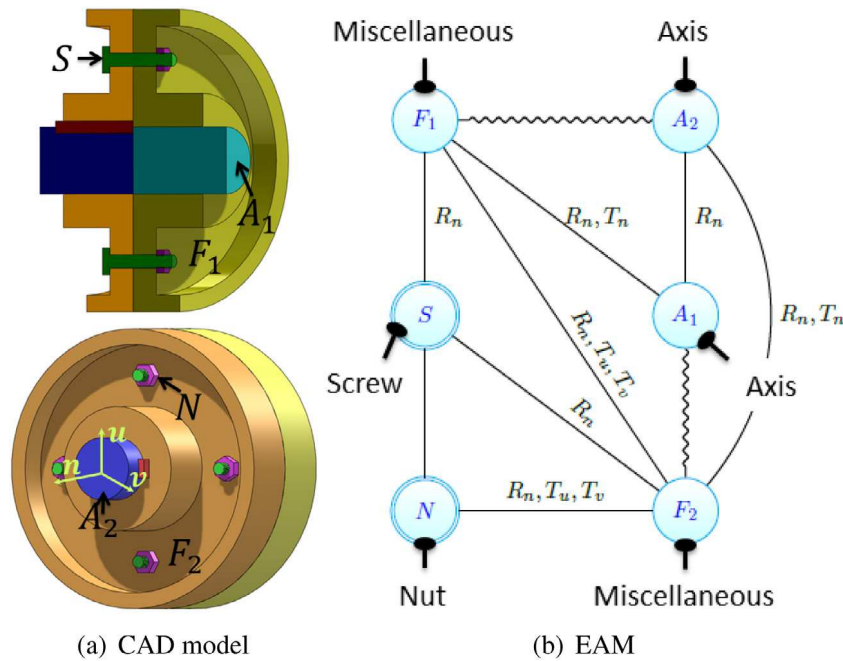 S
A₁
F₁
N
u
n
v
A₂
F₂
(a) CAD model
Miscellaneous
Axis
F₁
A₂
Rₙ
Rₙ, Tₙ
Rₙ
S
A₁
Rₙ, Tₙ
Rₙ, Tᵤ, Tᵥ
Screw
Axis
Rₙ
Rₙ, Tᵤ, Tᵥ
N
F₂
Nut
Miscellaneous
(b) EAM